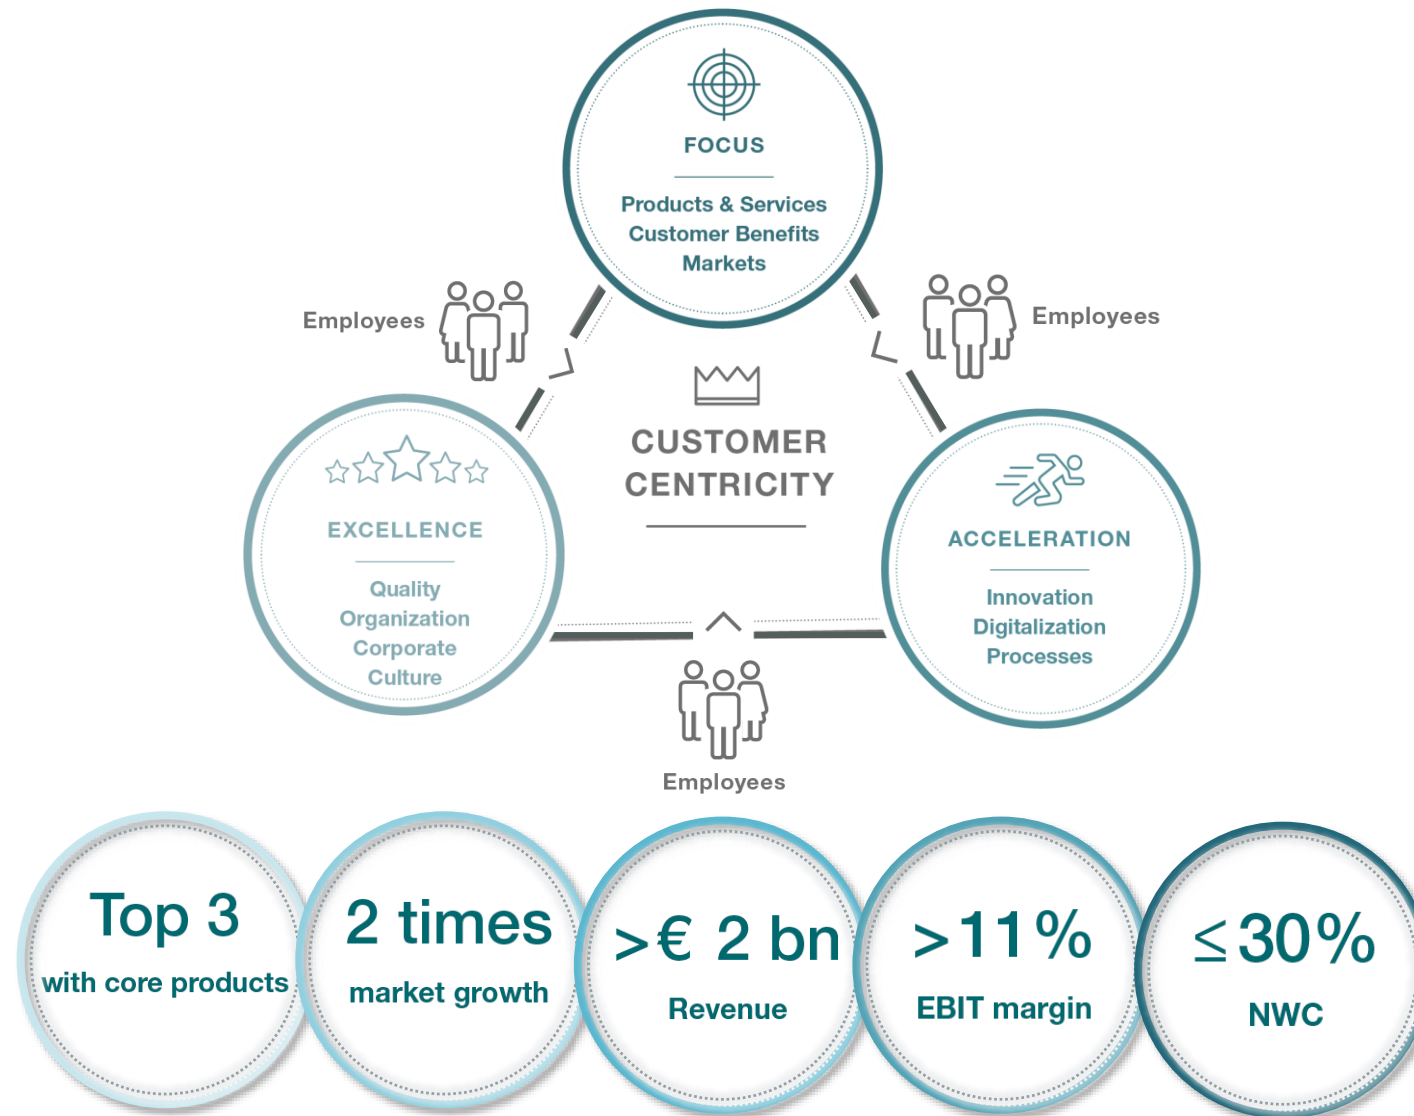 FOCUS
Products & Services
Customer Benefits
Markets
Employees
Employees
CUSTOMER
CENTRICITY
EXCELLENCE
Quality
Organization
Corporate
Culture
ACCELERATION
Innovation
Digitalization
Processes
Employees
Top 3
with core products
2 times
market growth
>€ 2 bn
Revenue
>11%
EBIT margin
≤30%
NWC